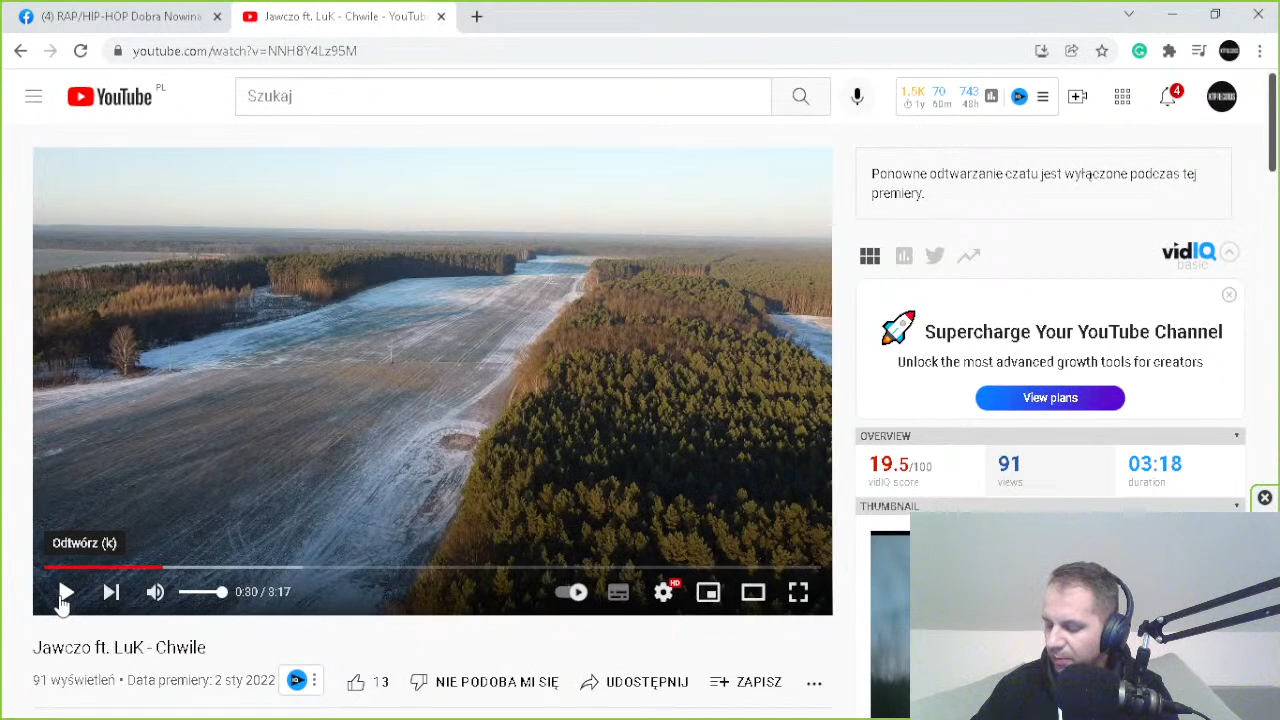 (4) RAP/HIP-HOP Dobra Nowina
Jawczo ft. LuK - Chwile - YouTub
youtube.com/watch?v=NNH8Y4Lz95M
YouTube PL
Szukaj
1.5K 70 743
1y 60m 48h
4
Ponowne odtwarzanie czatu jest wyłączone podczas tej
premiery.
vidIQ
basic
Supercharge Your YouTube Channel
Unlock the most advanced growth tools for creators
View plans
OVERVIEW
19.5/100 91 03:18
vidIQ score views duration
THUMBNAIL
Odtwórz (k)
0:30 / 3:17
HD
Jawczo ft. LuK - Chwile
91 wyświetleń • Data premiery: 2 sty 2022
13
NIE PODOBA MI SIĘ
UDOSTĘPNIJ
ZAPISZ